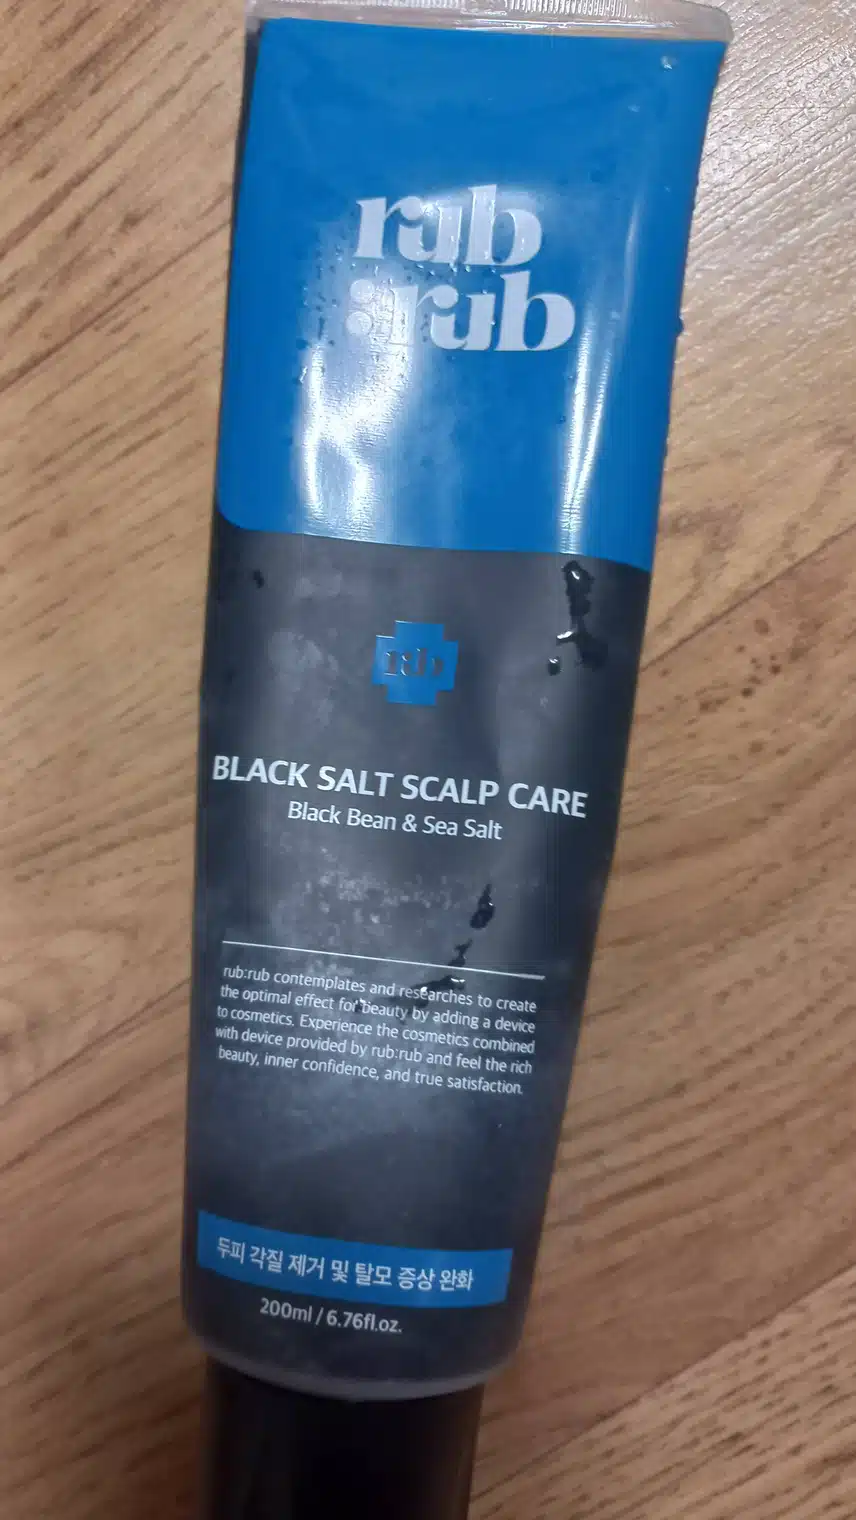 rub
:rub
rub
BLACK SALT SCALP CARE
Black Bean & Sea Salt
rub:rub contemplates and researches to create
the optimal effect for beauty by adding a device
to cosmetics. Experience the cosmetics combined
with device provided by rub:rub and feel the rich
beauty, inner confidence, and true satisfaction.
두피 각질 제거 및 탈모 증상 완화
200ml / 6.76fl.oz.